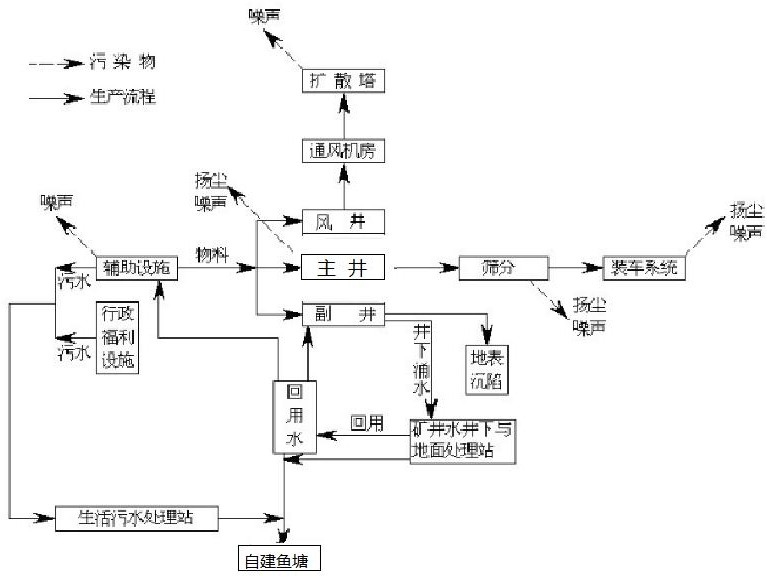 噪声
污染物
扩散塔
生产流程
通风机房
扬尘
噪声
噪声
风井
扬尘
噪声
辅助设施
物料
主井
筛分
装车系统
污水
行政
福利
设施
污水
副井
扬尘
噪声
井下涌水
地表
沉陷
回用水
回用
矿井水井下与
地面处理站
生活污水处理站
自建鱼塘